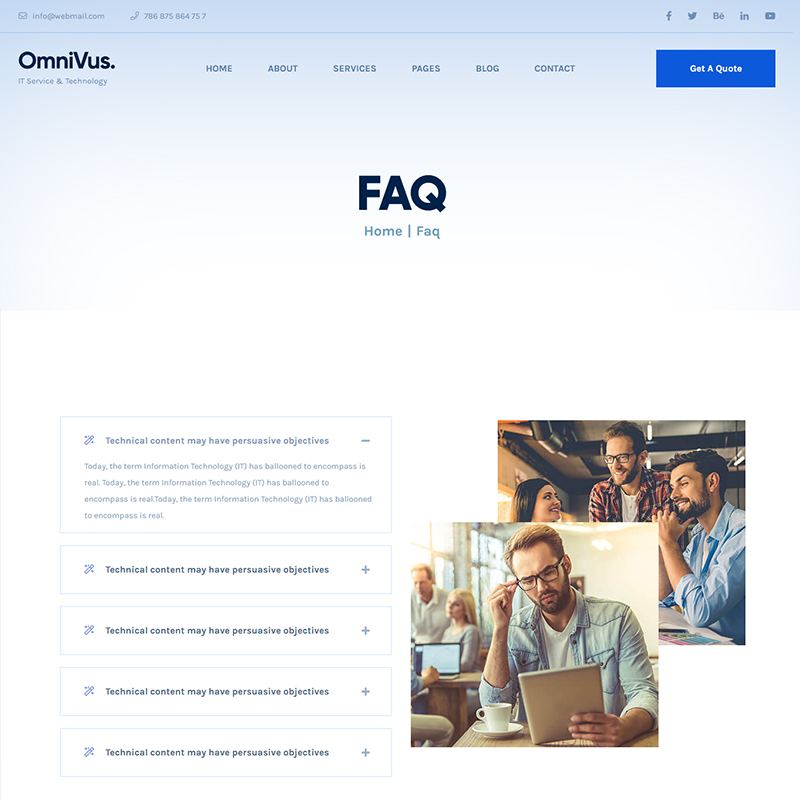 info@webmail.com 786 875 864 75 7
OmniVus.
IT Service & Technology
HOME ABOUT SERVICES PAGES BLOG CONTACT
Get A Quote
FAQ
Home | Faq
Technical content may have persuasive objectives
Today, the term Information Technology (IT) has ballooned to encompass is
real. Today, the term Information Technology (IT) has ballooned to
encompass is real.Today, the term Information Technology (IT) has ballooned
to encompass is real.
Technical content may have persuasive objectives
Technical content may have persuasive objectives
Technical content may have persuasive objectives
Technical content may have persuasive objectives